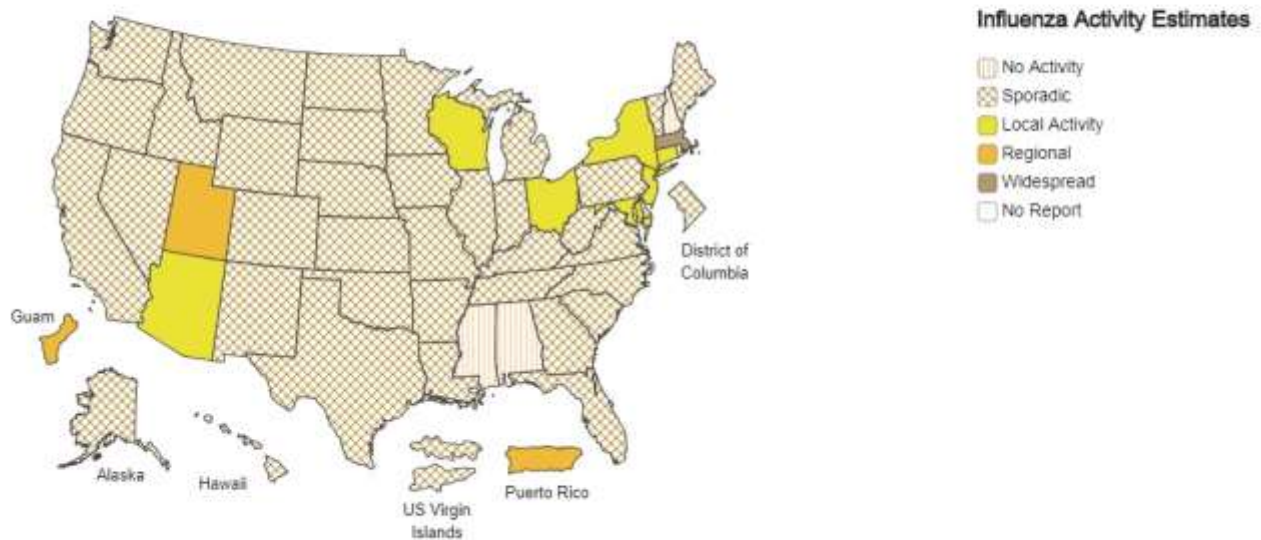 Influenza Activity Estimates
No Activity
Sporadic
Local Activity
Regional
Widespread
No Report
District of
Columbia
Guam
Alaska
Hawaii
US Virgin
Islands
Puerto Rico